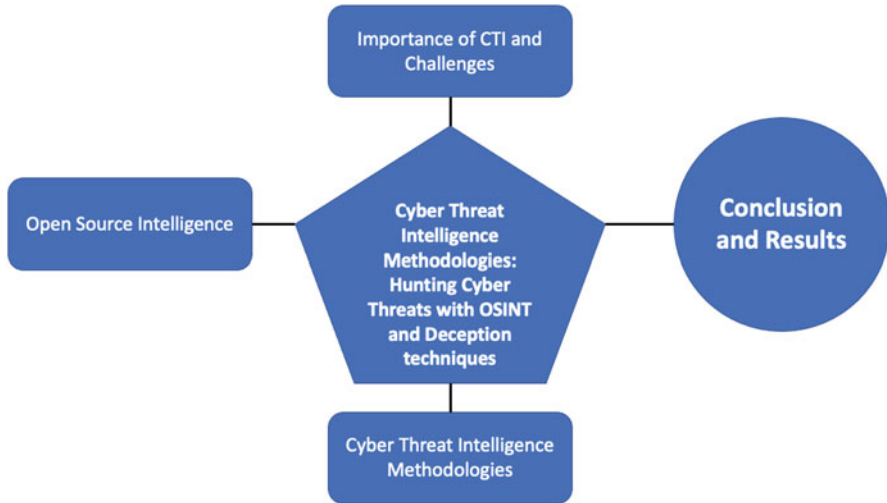 Importance of CTI and
Challenges
Open Source Intelligence
Cyber Threat
Intelligence
Methodologies:
Hunting Cyber
Threats with OSINT
and Deception
techniques
Conclusion
and Results
Cyber Threat Intelligence
Methodologies